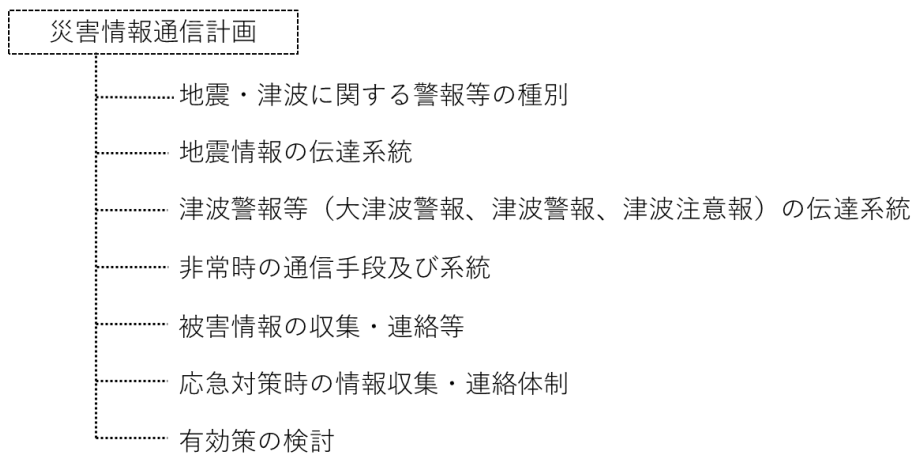 災害情報通信計画
地震・津波に関する警報等の種別
地震情報の伝達系統
津波警報等（大津波警報、津波警報、津波注意報）の伝達系統
非常時の通信手段及び系統
被害情報の収集・連絡等
応急対策時の情報収集・連絡体制
有効策の検討